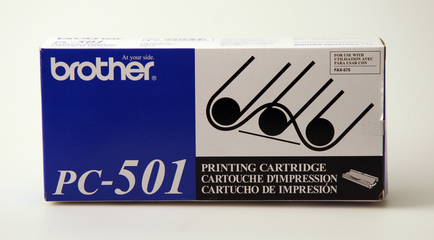 At your side.
brother®
FOR USE WITH
UTILISATION AVEC
PARA USAR CON
FAX-575
PC-501
PRINTING CARTRIDGE
CARTOUCHE D'IMPRESSION
CARTUCHO DE IMPRESIÓN